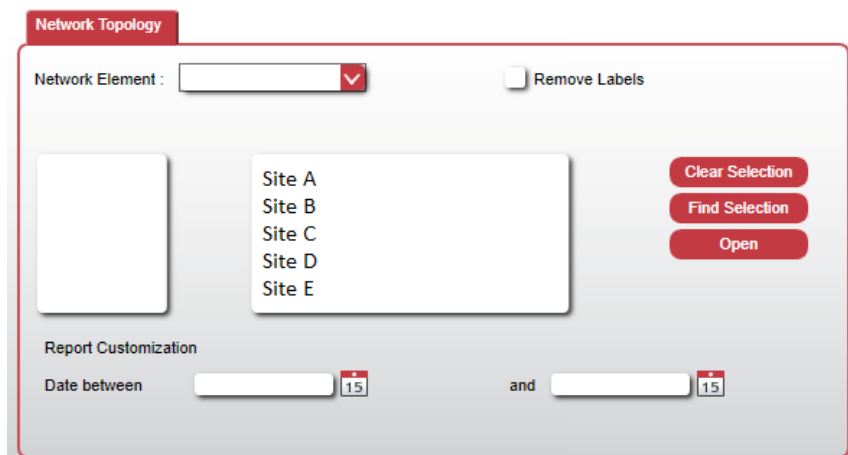 Network Topology
Network Element :
Remove Labels
Site A
Site B
Site C
Site D
Site E
Clear Selection
Find Selection
Open
Report Customization
Date between 15 and 15